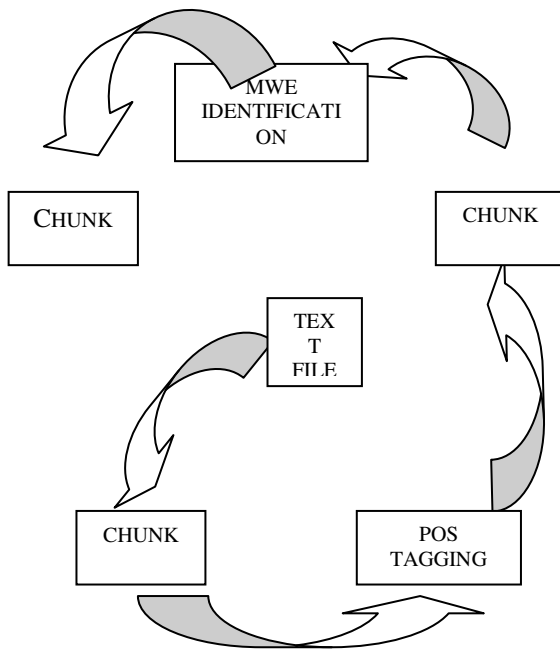 MWE
IDENTIFICATI
ON
CHUNK
CHUNK
TEX
T
FILE
CHUNK
POS
TAGGING